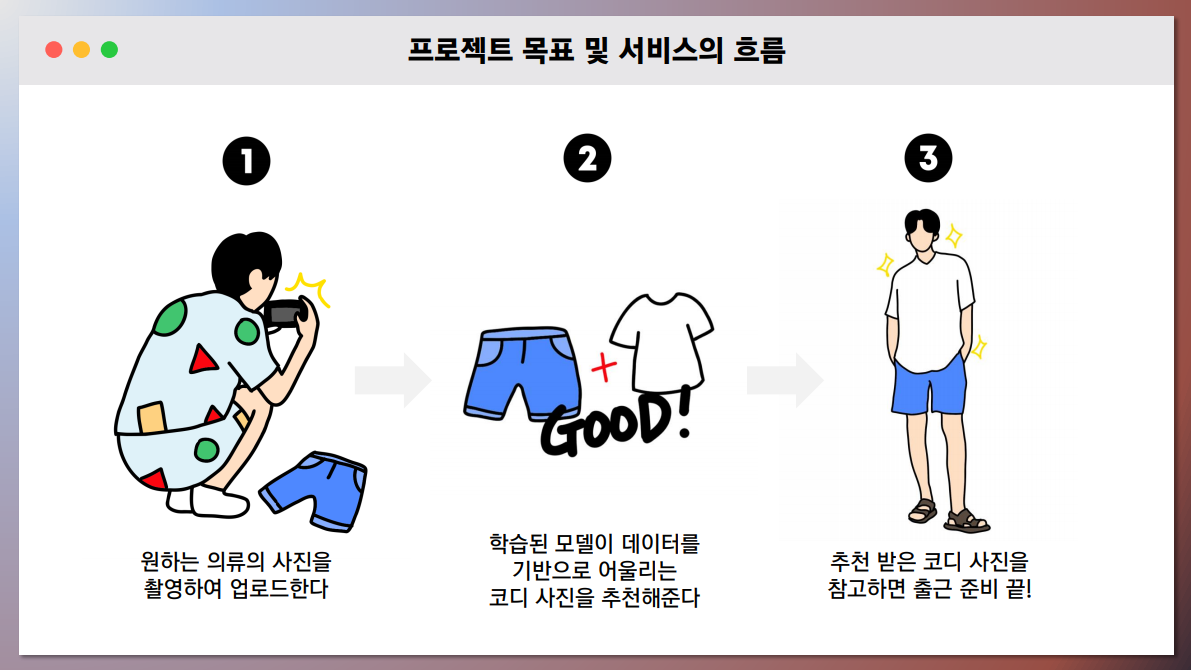 프로젝트 목표 및 서비스의 흐름
1
2
3
GOOD!
원하는 의류의 사진을
촬영하여 업로드한다
학습된 모델이 데이터를
기반으로 어울리는
코디 사진을 추천해준다
추천 받은 코디 사진을
참고하면 출근 준비 끝!